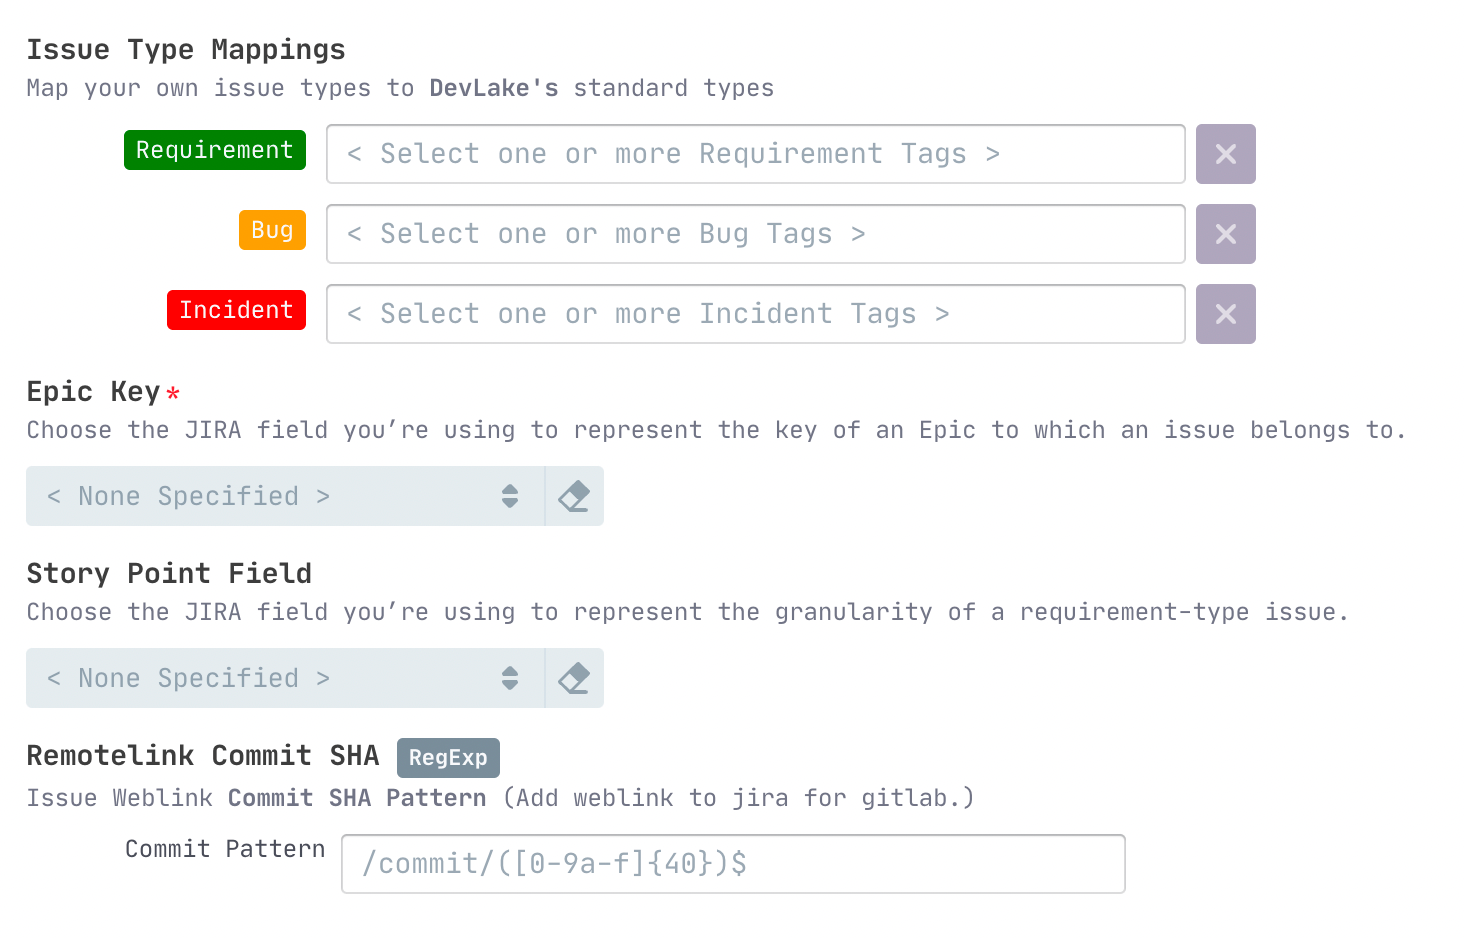 Issue Type Mappings
Map your own issue types to DevLake's standard types
Requirement < Select one or more Requirement Tags >
Bug < Select one or more Bug Tags >
Incident < Select one or more Incident Tags >
Epic Key*
Choose the JIRA field you’re using to represent the key of an Epic to which an issue belongs to.
< None Specified >
Story Point Field
Choose the JIRA field you’re using to represent the granularity of a requirement-type issue.
< None Specified >
Remotelink Commit SHA RegExp
Issue Weblink Commit SHA Pattern (Add weblink to jira for gitlab.)
Commit Pattern /commit/([0-9a-f]{40})$